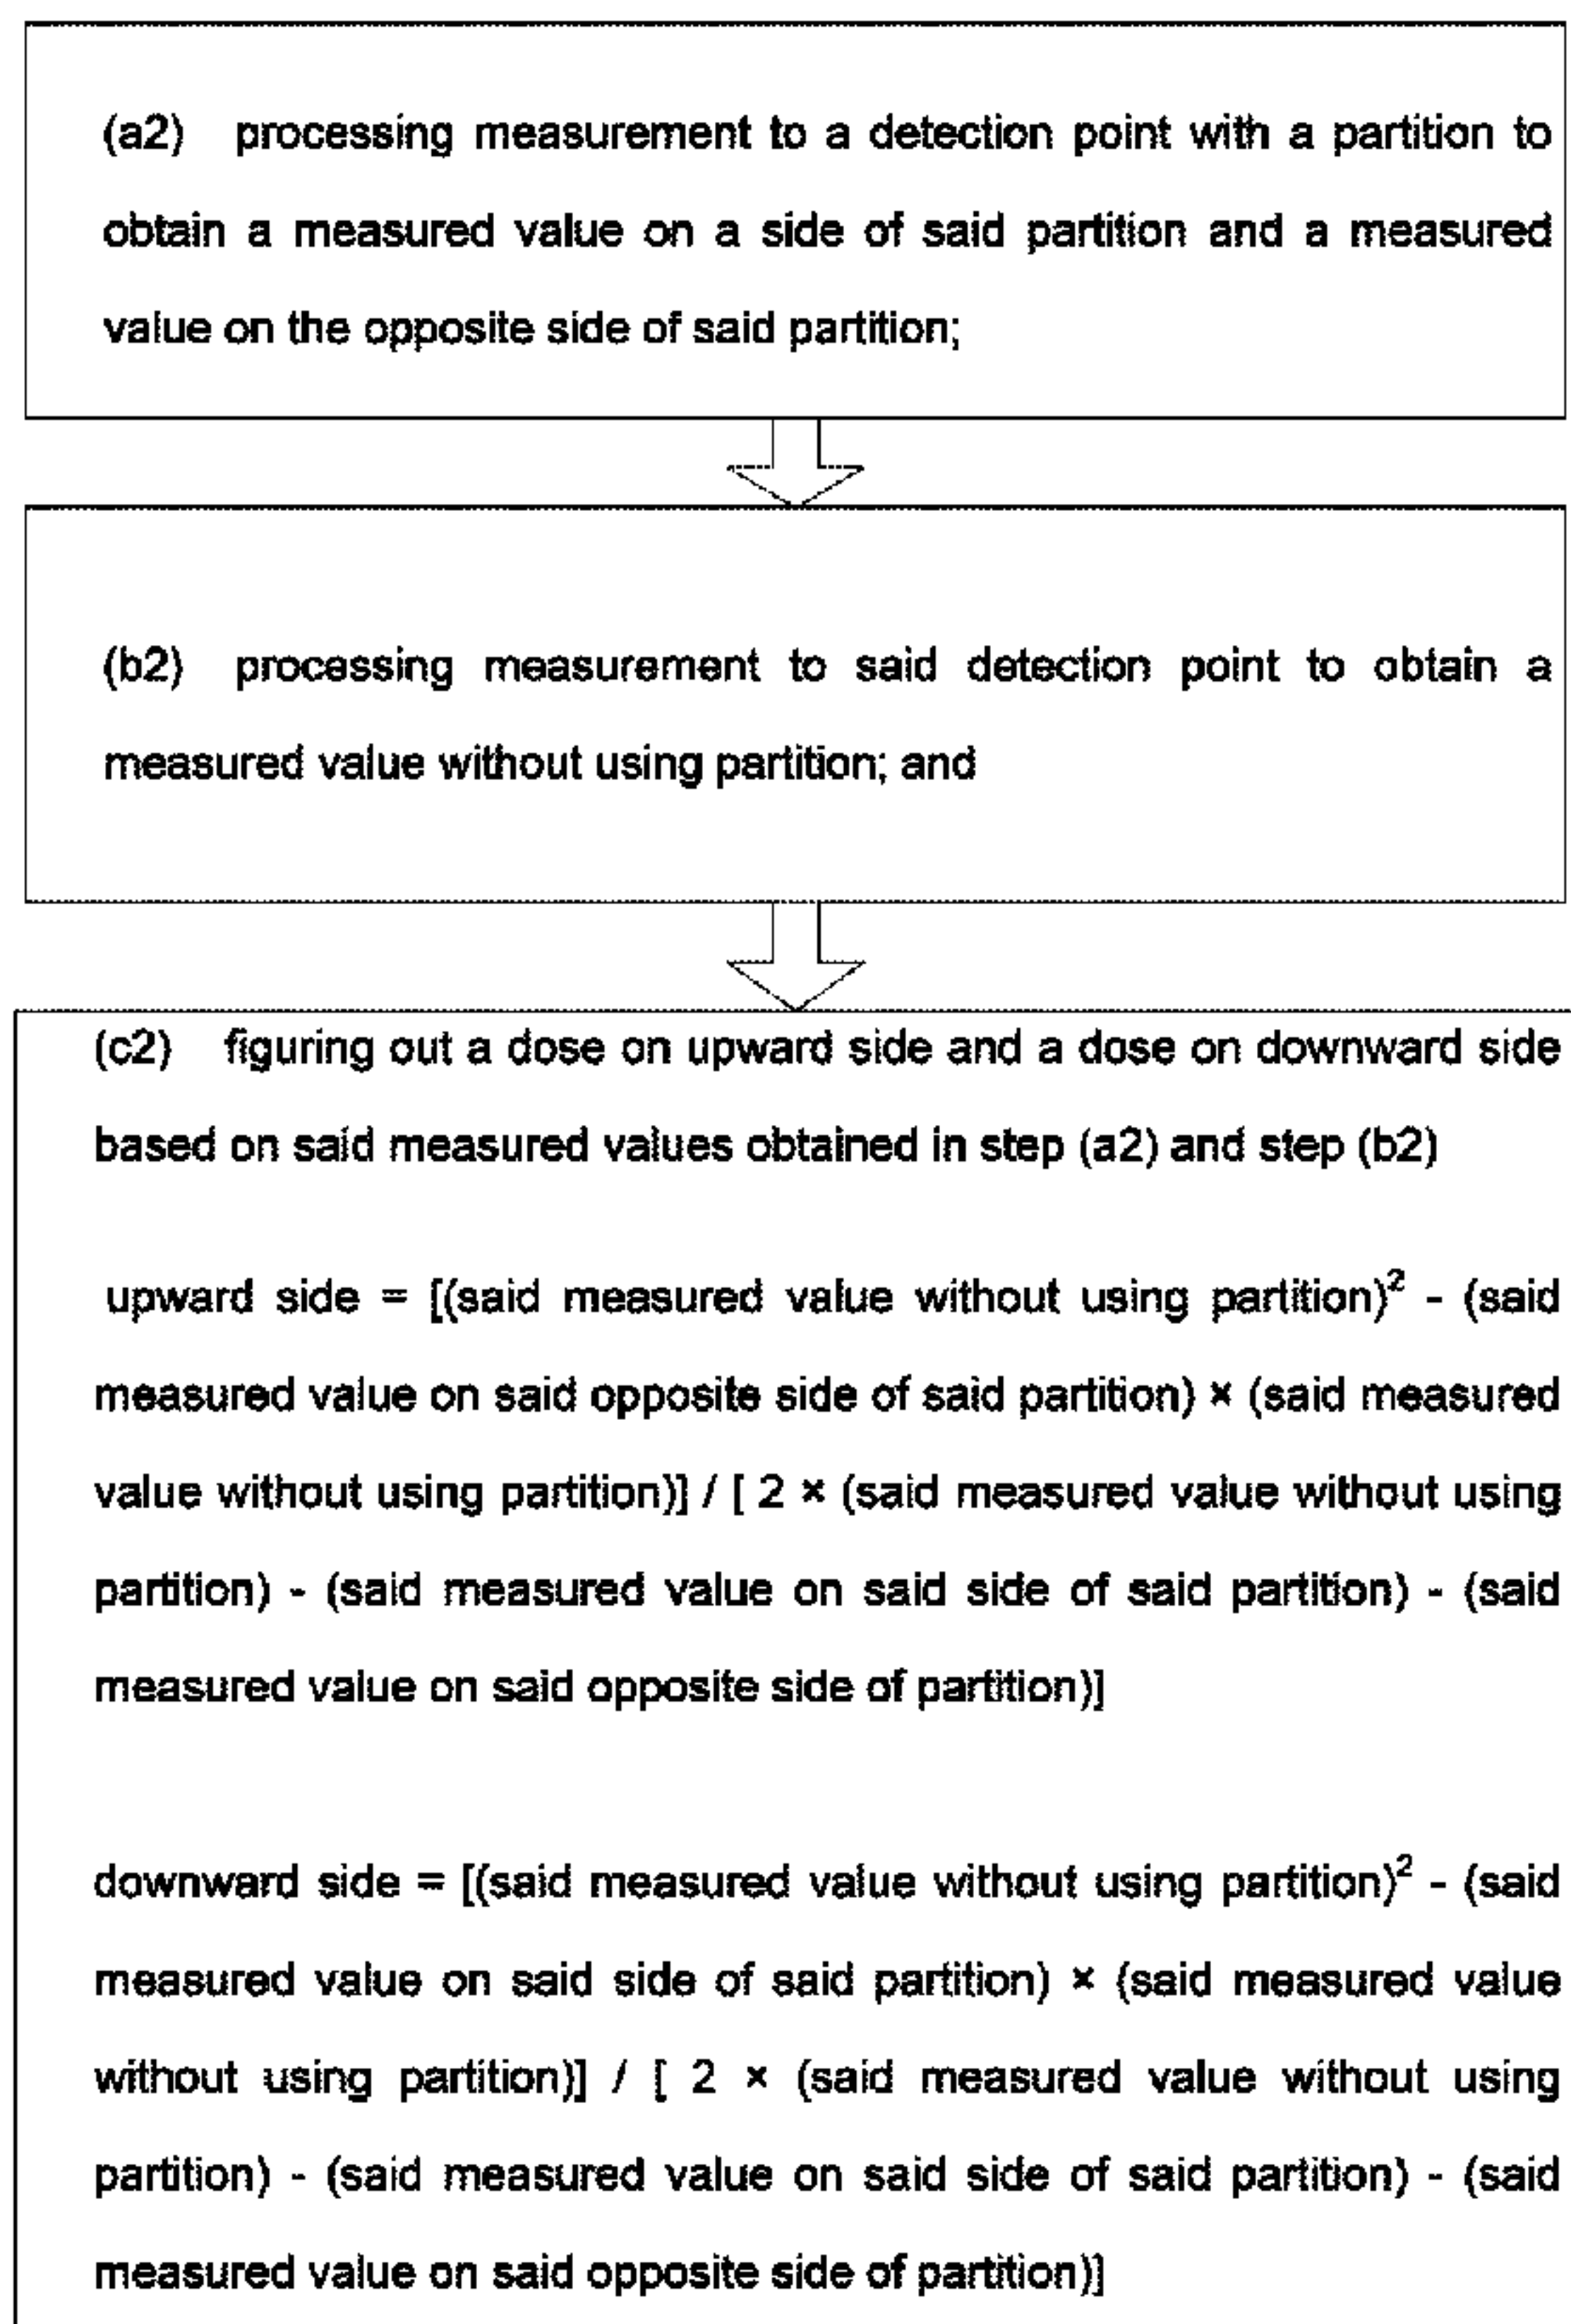 (a2) processing measurement to a detection point with a partition to
obtain a measured value on a side of said partition and a measured
value on the opposite side of said partition;
(b2) processing measurement to said detection point to obtain a
measured value without using partition; and
(c2) figuring out a dose on upward side and a dose on downward side
based on said measured values obtained in step (a2) and step (b2)
upward side = [(said measured value without using partition)² - (said
measured value on said opposite side of said partition) × (said measured
value without using partition)] / [ 2 × (said measured value without using
partition) - (said measured value on said side of said partition) - (said
measured value on said opposite side of partition)]
downward side = [(said measured value without using partition)² - (said
measured value on said side of said partition) × (said measured value
without using partition)] / [ 2 × (said measured value without using
partition) - (said measured value on said side of said partition) - (said
measured value on said opposite side of partition)]